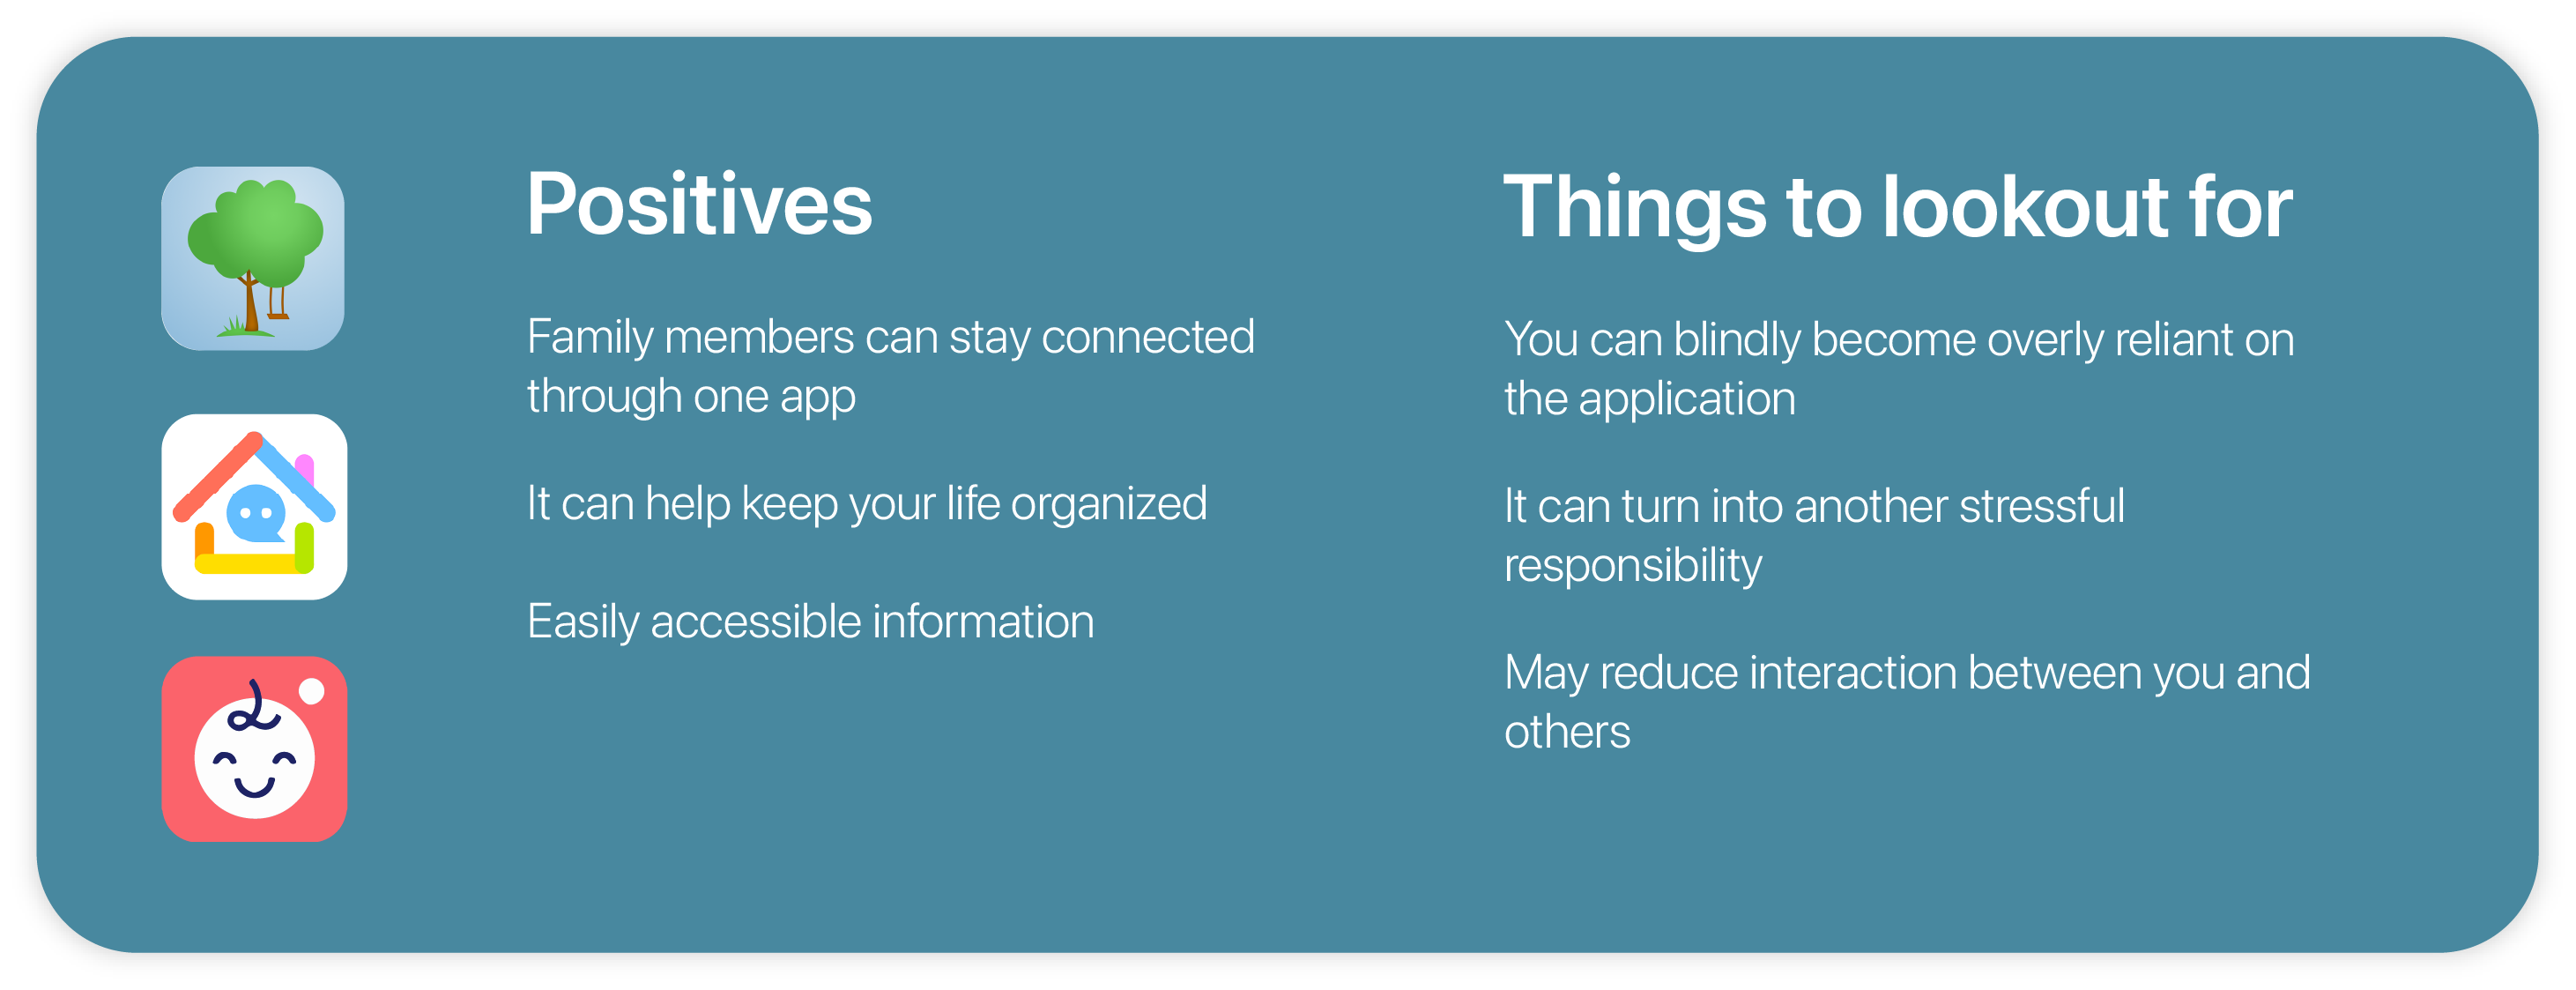 Positives
Family members can stay connected
through one app
It can help keep your life organized
Easily accessible information
Things to lookout for
You can blindly become overly reliant on
the application
It can turn into another stressful
responsibility
May reduce interaction between you and
others